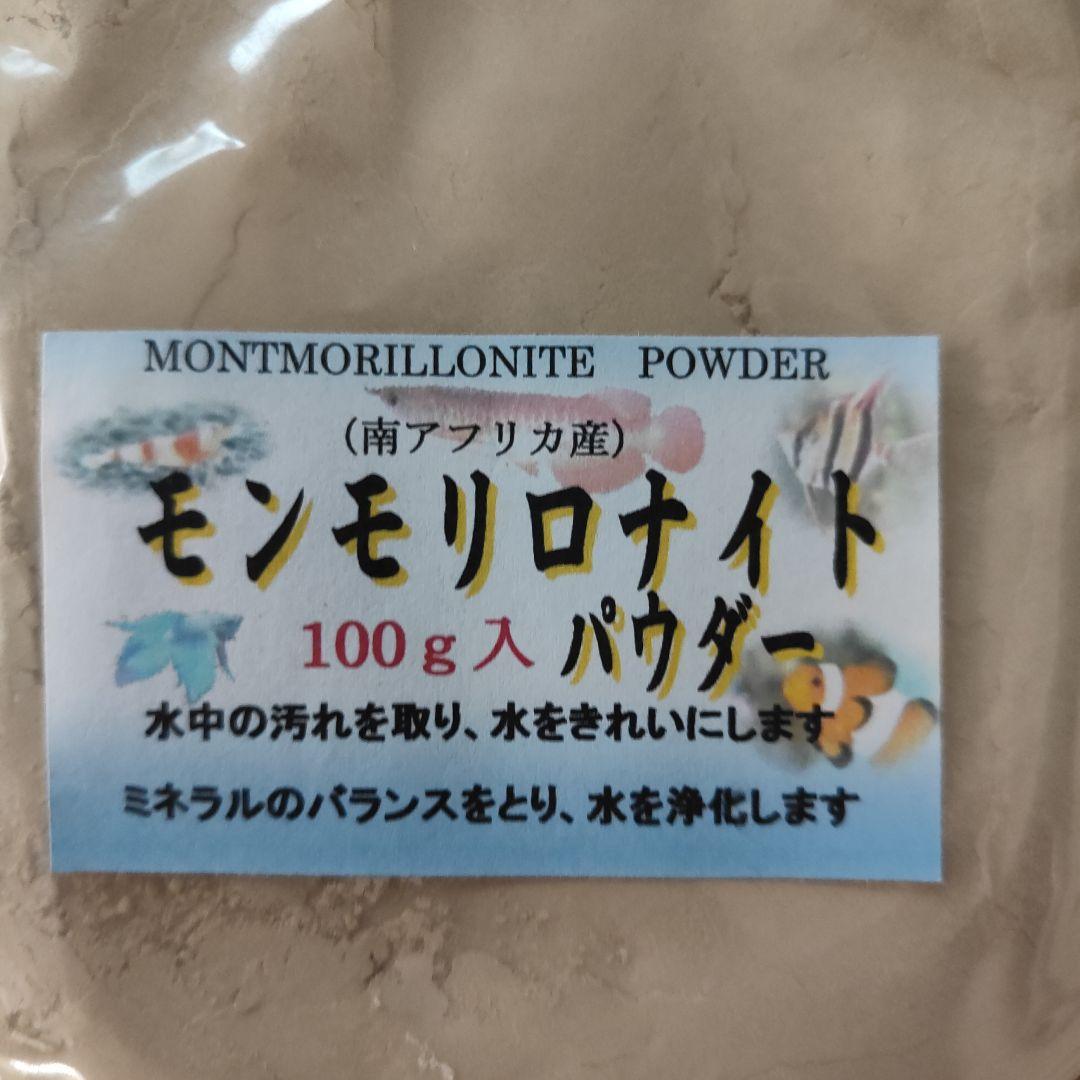 MONTMORILLONITE POWDER
(南アフリカ産)
モンモリロナイト
100g入 パウダー
水中の汚れを取り、水をきれいにします
ミネラルのバランスをとり、水を浄化します